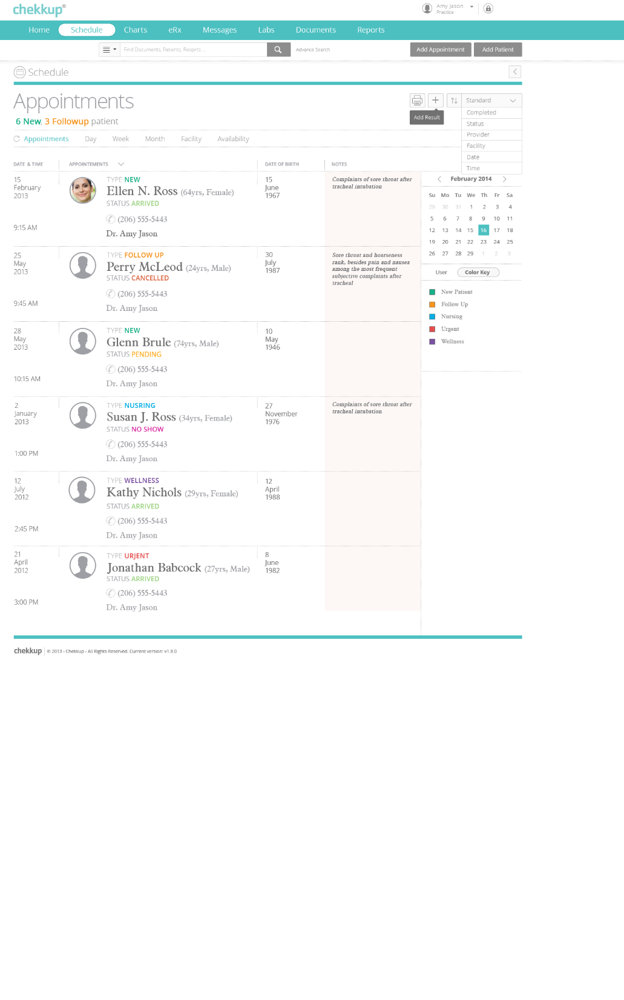 chekkup®
Amy Jason
Practice
Home Schedule Charts eRx Messages Labs Documents Reports
Find Documents, Patients, Reoprts ...
Advance Search
Add Appointment
Add Patient
Schedule
Appointments
Standard
Completed
Status
Provider
Facility
Date
Time
Add Result
6 New, 3 Followup patient
Appointments Day Week Month Facility Availability
DATE & TIME APPOINTEMENTS DATE OF BIRTH NOTES
15
February
2013
9:15 AM
TYPE NEW
Ellen N. Ross (64yrs, Female)
STATUS ARRIVED
(206) 555-5443
Dr. Amy Jason
15
June
1967
Complaints of sore throat after
tracheal intubation
25
May
2013
9:45 AM
TYPE FOLLOW UP
Perry McLeod (24yrs, Male)
STATUS CANCELLED
(206) 555-5443
Dr. Amy Jason
30
July
1987
Sore throat and hoarseness
rank, besides pain and nausea
among the most frequent
subjective complaints after
tracheal
28
May
2013
10:15 AM
TYPE NEW
Glenn Brule (74yrs, Male)
STATUS PENDING
(206) 555-5443
Dr. Amy Jason
10
May
1946
2
January
2013
1:00 PM
TYPE NUSRING
Susan J. Ross (34yrs, Female)
STATUS NO SHOW
(206) 555-5443
Dr. Amy Jason
27
November
1976
Complaints of sore throat after
tracheal intubation
12
July
2012
2:45 PM
TYPE WELLNESS
Kathy Nichols (29yrs, Female)
STATUS ARRIVED
(206) 555-5443
Dr. Amy Jason
12
April
1988
21
April
2012
3:00 PM
TYPE URJENT
Jonathan Babcock (27yrs, Male)
STATUS ARRIVED
(206) 555-5443
Dr. Amy Jason
8
June
1982
February 2014
Su Mo Tu We Th Fr Sa
29 30 31 1 2 3 4
5 6 7 8 9 10 11
12 13 14 15 16 17 18
19 20 21 22 23 24 25
26 27 28 29 1 2 3
User Color Key
New Patient
Follow Up
Nursing
Urgent
Wellness
chekkup © 2013 - Chekkup - All Rights Reserved. Current version: v1.8.0